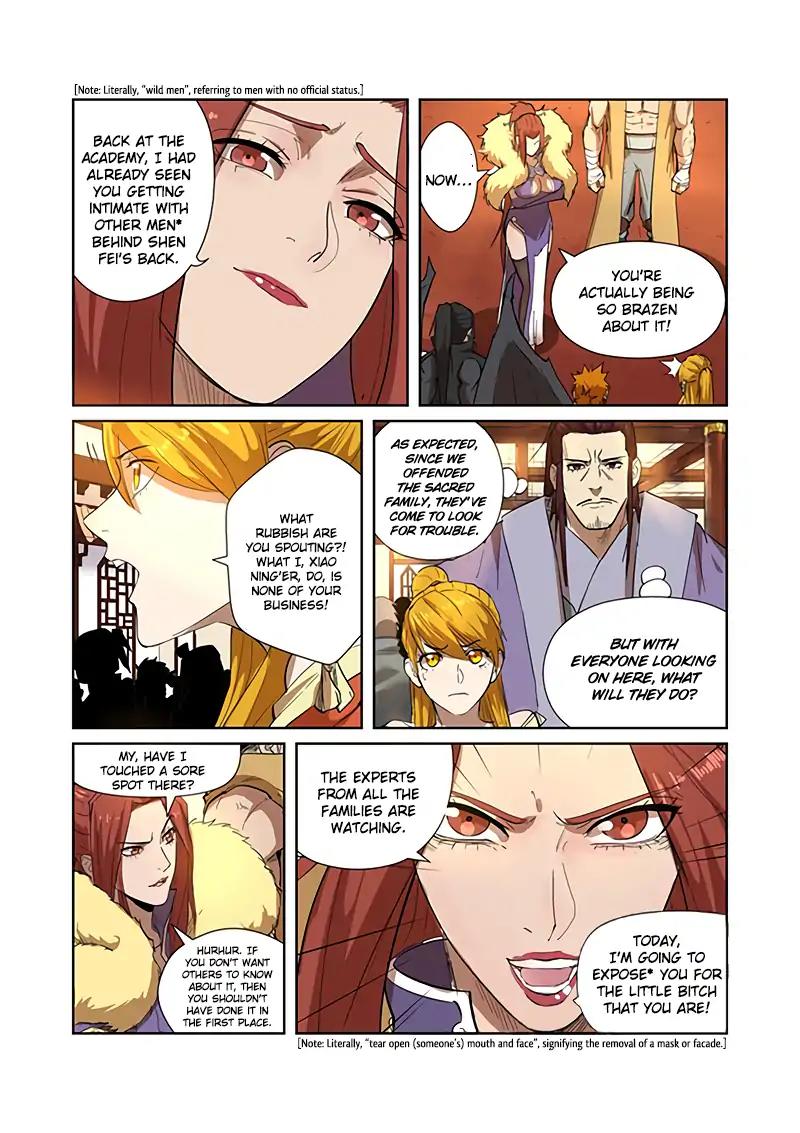 [Note: Literally, "wild men", referring to men with no official status.]
BACK AT THE
ACADEMY, I HAD
ALREADY SEEN
YOU GETTING
INTIMATE WITH
OTHER MEN*
BEHIND SHEN
FEI'S BACK.
NOW...
YOU'RE
ACTUALLY BEING
SO BRAZEN
ABOUT IT!
WHAT
RUBBISH ARE
YOU SPOUTING?!
WHAT I, XIAO
NING'ER, DO, IS
NONE OF YOUR
BUSINESS!
AS EXPECTED,
SINCE WE
OFFENDED
THE SACRED
FAMILY, THEY'VE
COME TO LOOK
FOR TROUBLE.
BUT WITH
EVERYONE LOOKING
ON HERE, WHAT
WILL THEY DO?
MY, HAVE I
TOUCHED A SORE
SPOT THERE?
HURHUR. IF
YOU DON'T WANT
OTHERS TO KNOW
ABOUT IT, THEN
YOU SHOULDN'T
HAVE DONE IT IN
THE FIRST PLACE.
THE EXPERTS
FROM ALL THE
FAMILIES ARE
WATCHING.
TODAY,
I'M GOING TO
EXPOSE* YOU FOR
THE LITTLE BITCH
THAT YOU ARE!
[Note: Literally, "tear open (someone's) mouth and face", signifying the removal of a mask or facade.]